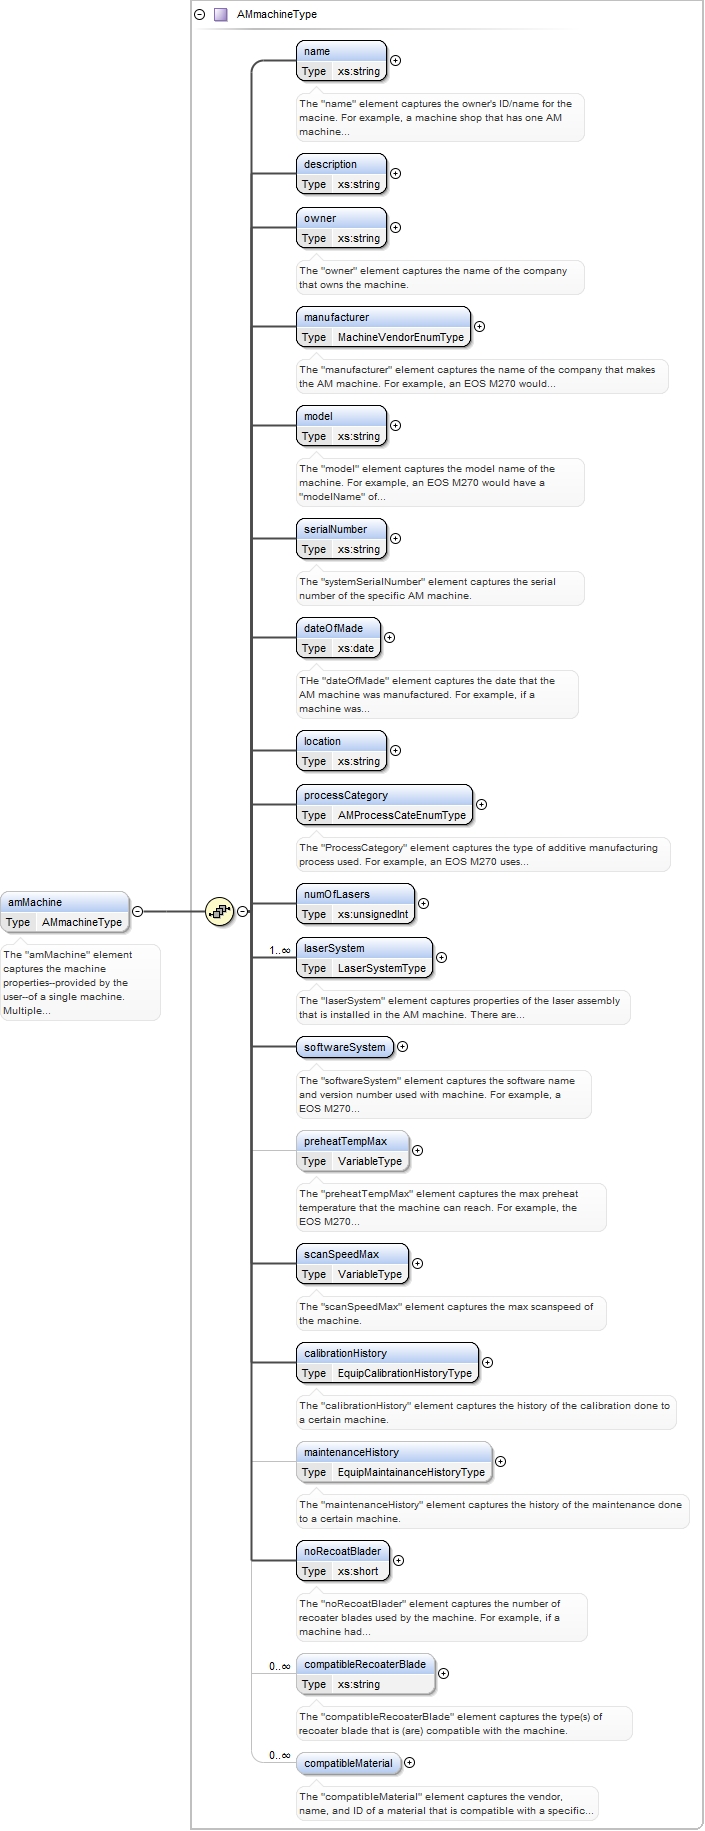 AMmachineType
name
Type xs:string
The "name" element captures the owner's ID/name for the
macine. For example, a machine shop that has one AM
machine...
description
Type xs:string
owner
Type xs:string
The "owner" element captures the name of the company
that owns the machine.
manufacturer
Type MachineVendorEnumType
The "manufacturer" element captures the name of the company that makes
the AM machine. For example, an EOS M270 would...
model
Type xs:string
The "model" element captures the model name of the
machine. For example, an EOS M270 would have a
"modelName" of...
serialNumber
Type xs:string
The "systemSerialNumber" element captures the serial
number of the specific AM machine.
dateOfMade
Type xs:date
THe "dateOfMade" element captures the date that the
AM machine was manufactured. For example, if a
machine was...
location
Type xs:string
processCategory
Type AMProcessCateEnumType
The "ProcessCategory" element captures the type of additive manufacturing
process used. For example, an EOS M270 uses...
amMachine
Type AMmachineType
The "amMachine" element
captures the machine
properties--provided by the
user--of a single machine.
Multiple...
numOfLasers
Type xs:unsignedInt
1..∞
laserSystem
Type LaserSystemType
The "laserSystem" element captures properties of the laser assembly
that is installed in the AM machine. There are...
softwareSystem
The "softwareSystem" element captures the software name
and version number used with machine. For example, a
EOS M270...
preheatTempMax
Type VariableType
The "preheatTempMax" element captures the max preheat
temperature that the machine can reach. For example, the
EOS M270...
scanSpeedMax
Type VariableType
The "scanSpeedMax" element captures the max scanspeed of
the machine.
calibrationHistory
Type EquipCalibrationHistoryType
The "calibrationHistory" element captures the history of the calibration done to
a certain machine.
maintenanceHistory
Type EquipMaintainanceHistoryType
The "maintenanceHistory" element captures the history of the maintenance done
to a certain machine.
noRecoatBlader
Type xs:short
The "noRecoatBlader" element captures the number of
recoater blades used by the machine. For example, if a
machine had...
0..∞
compatibleRecoaterBlade
Type xs:string
The "compatibleRecoaterBlade" element captures the type(s) of
recoater blade that is (are) compatible with the machine.
0..∞
compatibleMaterial
The "compatibleMaterial" element captures the vendor,
name, and ID of a material that is compatible with a specific...